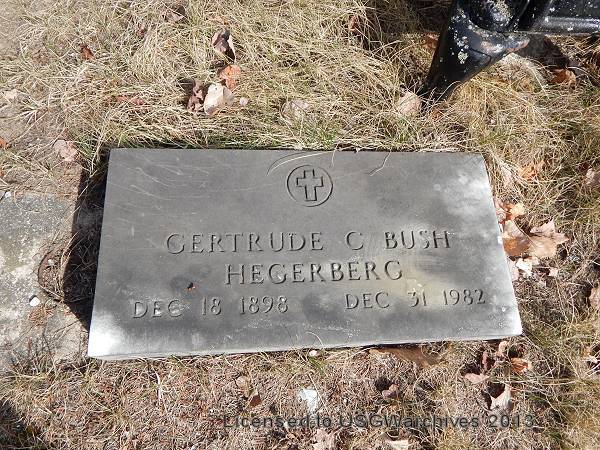 GERTRUDE C BUSH
HEGERBERG
DEC 18 1898 DEC 31 1982
Licensed to USGWarchives 2013